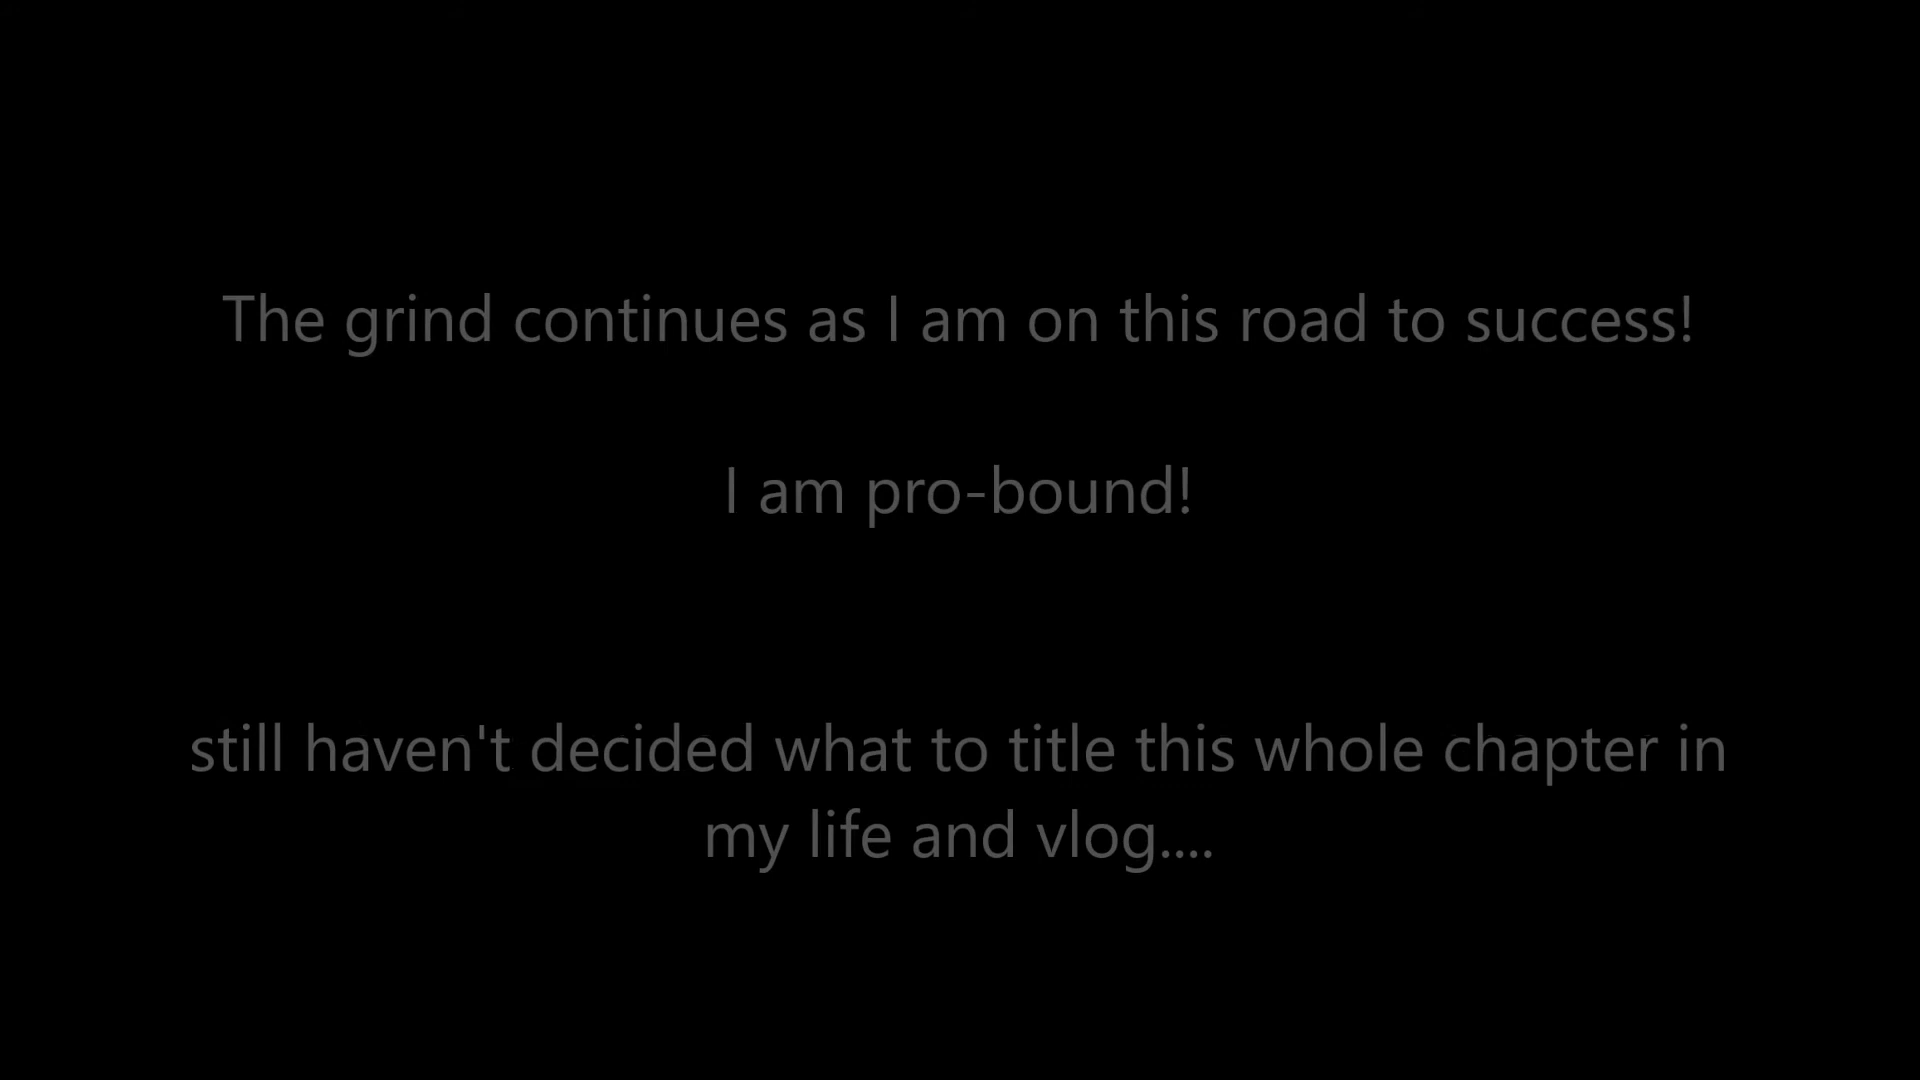 The grind continues as I am on this road to success!
I am pro-bound!
still haven't decided what to title this whole chapter in
my life and vlog....